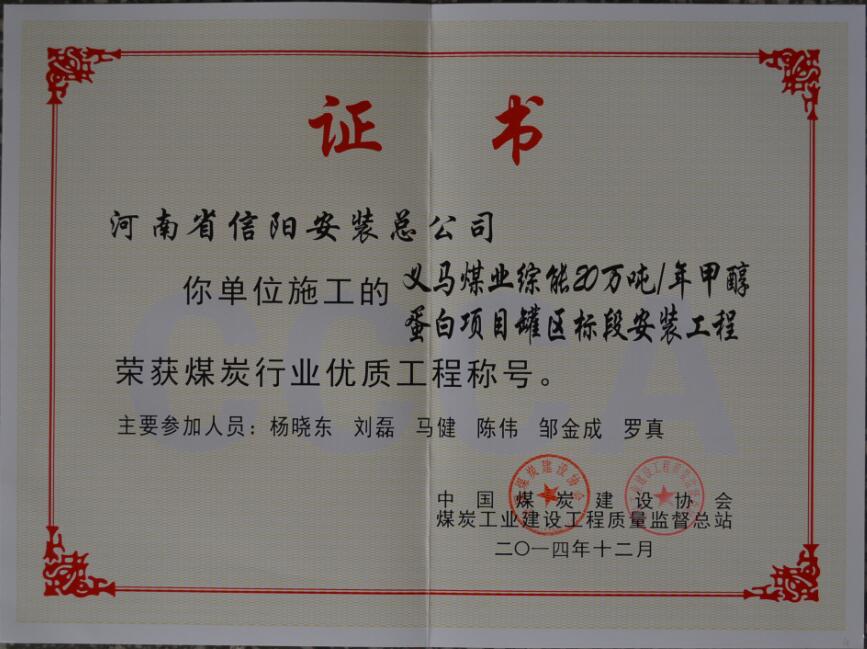 证 书
河南省信阳安装总公司
你单位施工的 义马煤业综能20万吨/年甲醇
蛋白项目罐区标段安装工程
荣获煤炭行业优质工程称号。
主要参加人员：杨晓东 刘磊 马健 陈伟 邹金成 罗真
中国煤炭建设协会
煤炭工业建设工程质量监督总站
二〇一四年十二月
CCCA